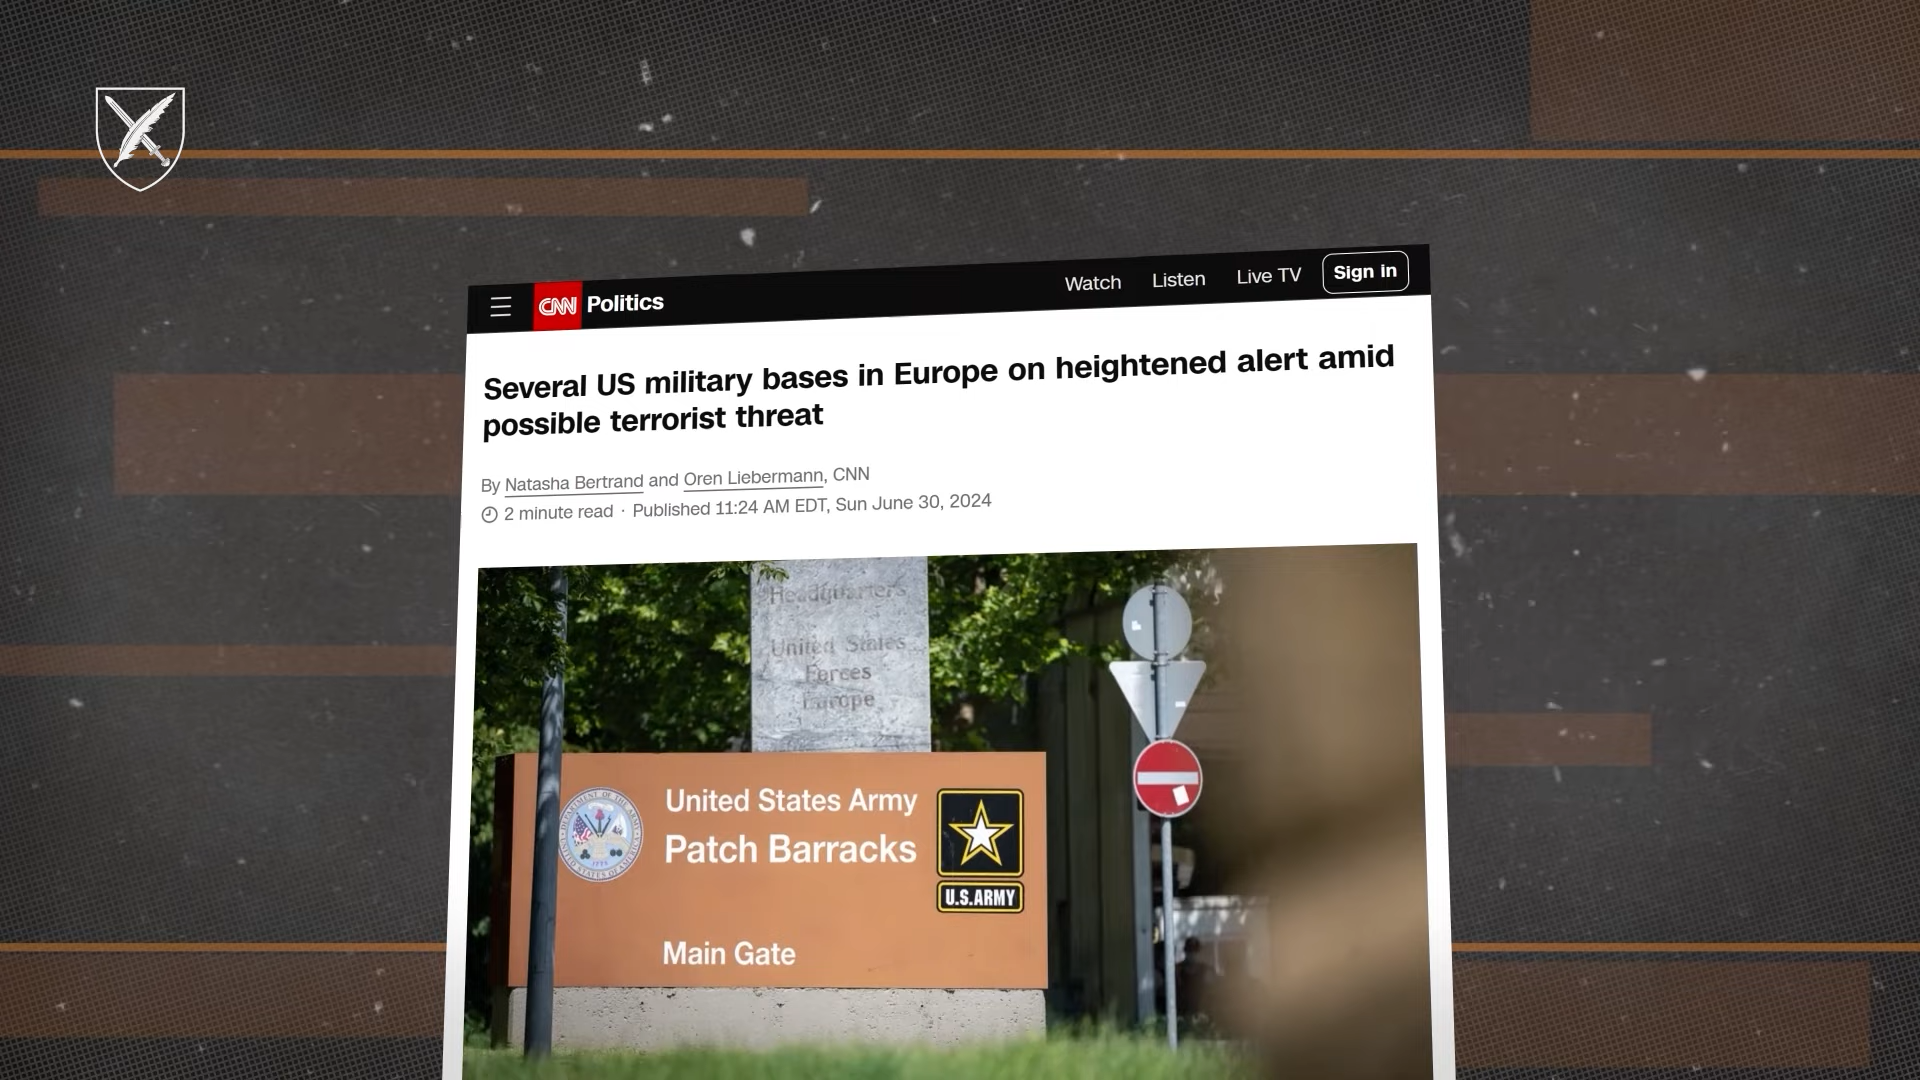 CNN Politics
Watch
Listen
Live TV
Sign in
Several US military bases in Europe on heightened alert amid
possible terrorist threat
By Natasha Bertrand and Oren Liebermann, CNN
2 minute read · Published 11:24 AM EDT, Sun June 30, 2024
Headquarters
United States
Forces
Europe
United States Army
Patch Barracks
U.S.ARMY
Main Gate